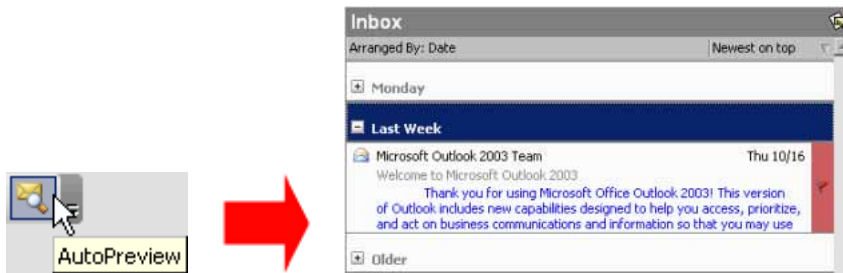 Inbox
Arranged By: Date Newest on top
Monday
Last Week
Microsoft Outlook 2003 Team Thu 10/16
Welcome to Microsoft Outlook 2003
Thank you for using Microsoft Office Outlook 2003! This version
of Outlook includes new capabilities designed to help you access, prioritize,
and act on business communications and information so that you may use
Older
AutoPreview